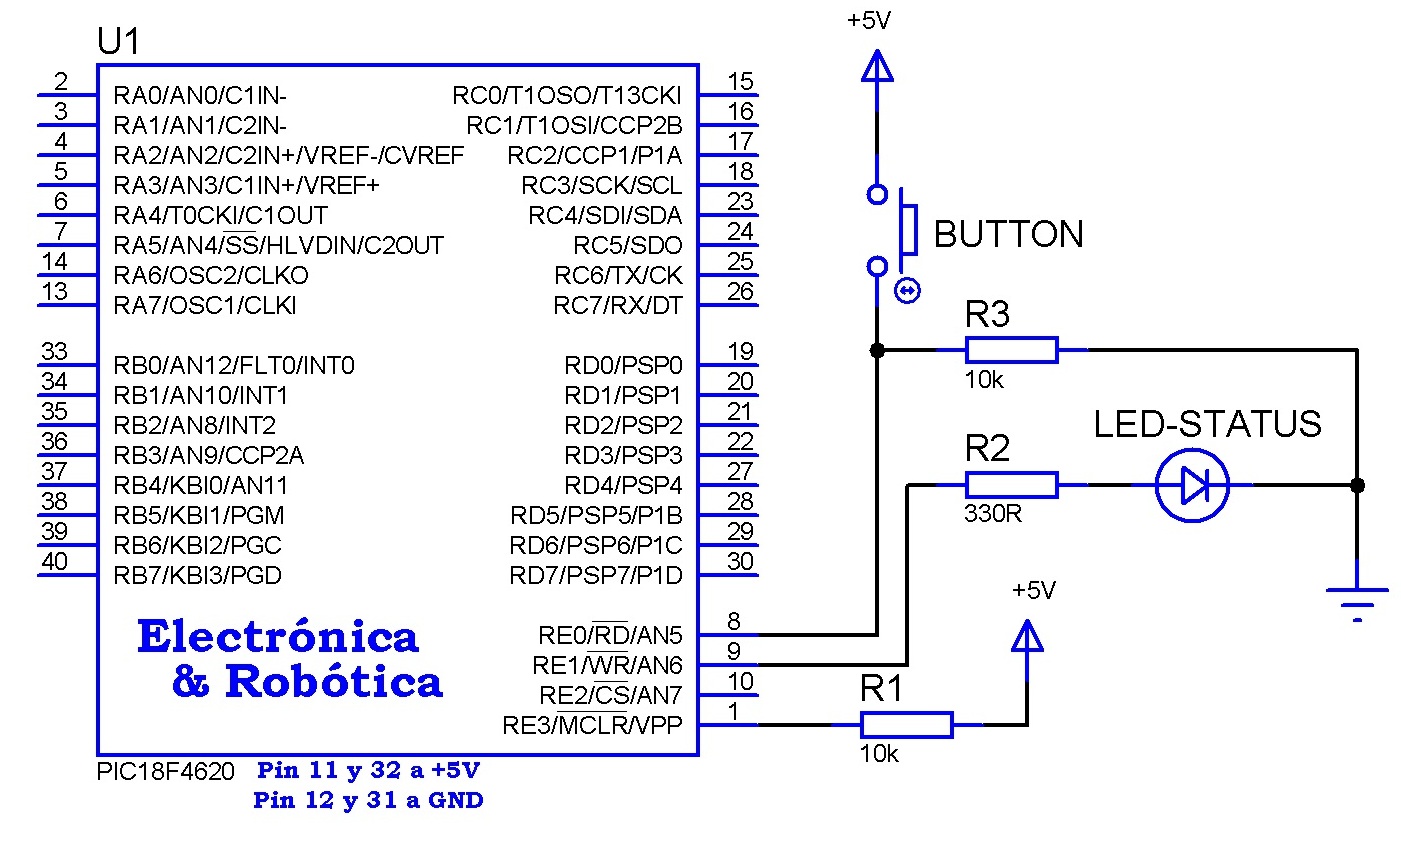 U1
2 RA0/AN0/C1IN- RC0/T1OSO/T13CKI 15
3 RA1/AN1/C2IN- RC1/T1OSI/CCP2B 16
4 RA2/AN2/C2IN+/VREF-/CVREF RC2/CCP1/P1A 17
5 RA3/AN3/C1IN+/VREF+ RC3/SCK/SCL 18
6 RA4/T0CKI/C1OUT RC4/SDI/SDA 23
7 RA5/AN4/SS/HLVDIN/C2OUT RC5/SDO 24
14 RA6/OSC2/CLKO RC6/TX/CK 25
13 RA7/OSC1/CLKI RC7/RX/DT 26
33 RB0/AN12/FLT0/INT0 RD0/PSP0 19
34 RB1/AN10/INT1 RD1/PSP1 20
35 RB2/AN8/INT2 RD2/PSP2 21
36 RB3/AN9/CCP2A RD3/PSP3 22
37 RB4/KBI0/AN11 RD4/PSP4 27
38 RB5/KBI1/PGM RD5/PSP5/P1B 28
39 RB6/KBI2/PGC RD6/PSP6/P1C 29
40 RB7/KBI3/PGD RD7/PSP7/P1D 30
RE0/RD/AN5 8
RE1/WR/AN6 9
RE2/CS/AN7 10
RE3/MCLR/VPP 1
Electrónica
& Robótica
PIC18F4620 Pin 11 y 32 a +5V
Pin 12 y 31 a GND
+5V
BUTTON
R3
10k
LED-STATUS
R2
330R
+5V
R1
10k